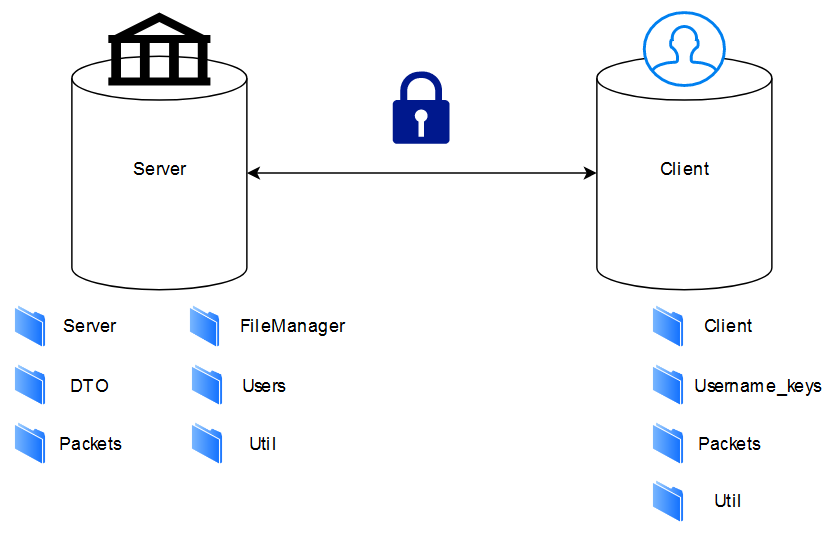 Server
Client
Server
FileManager
Client
DTO
Users
Username_keys
Packets
Util
Packets
Util